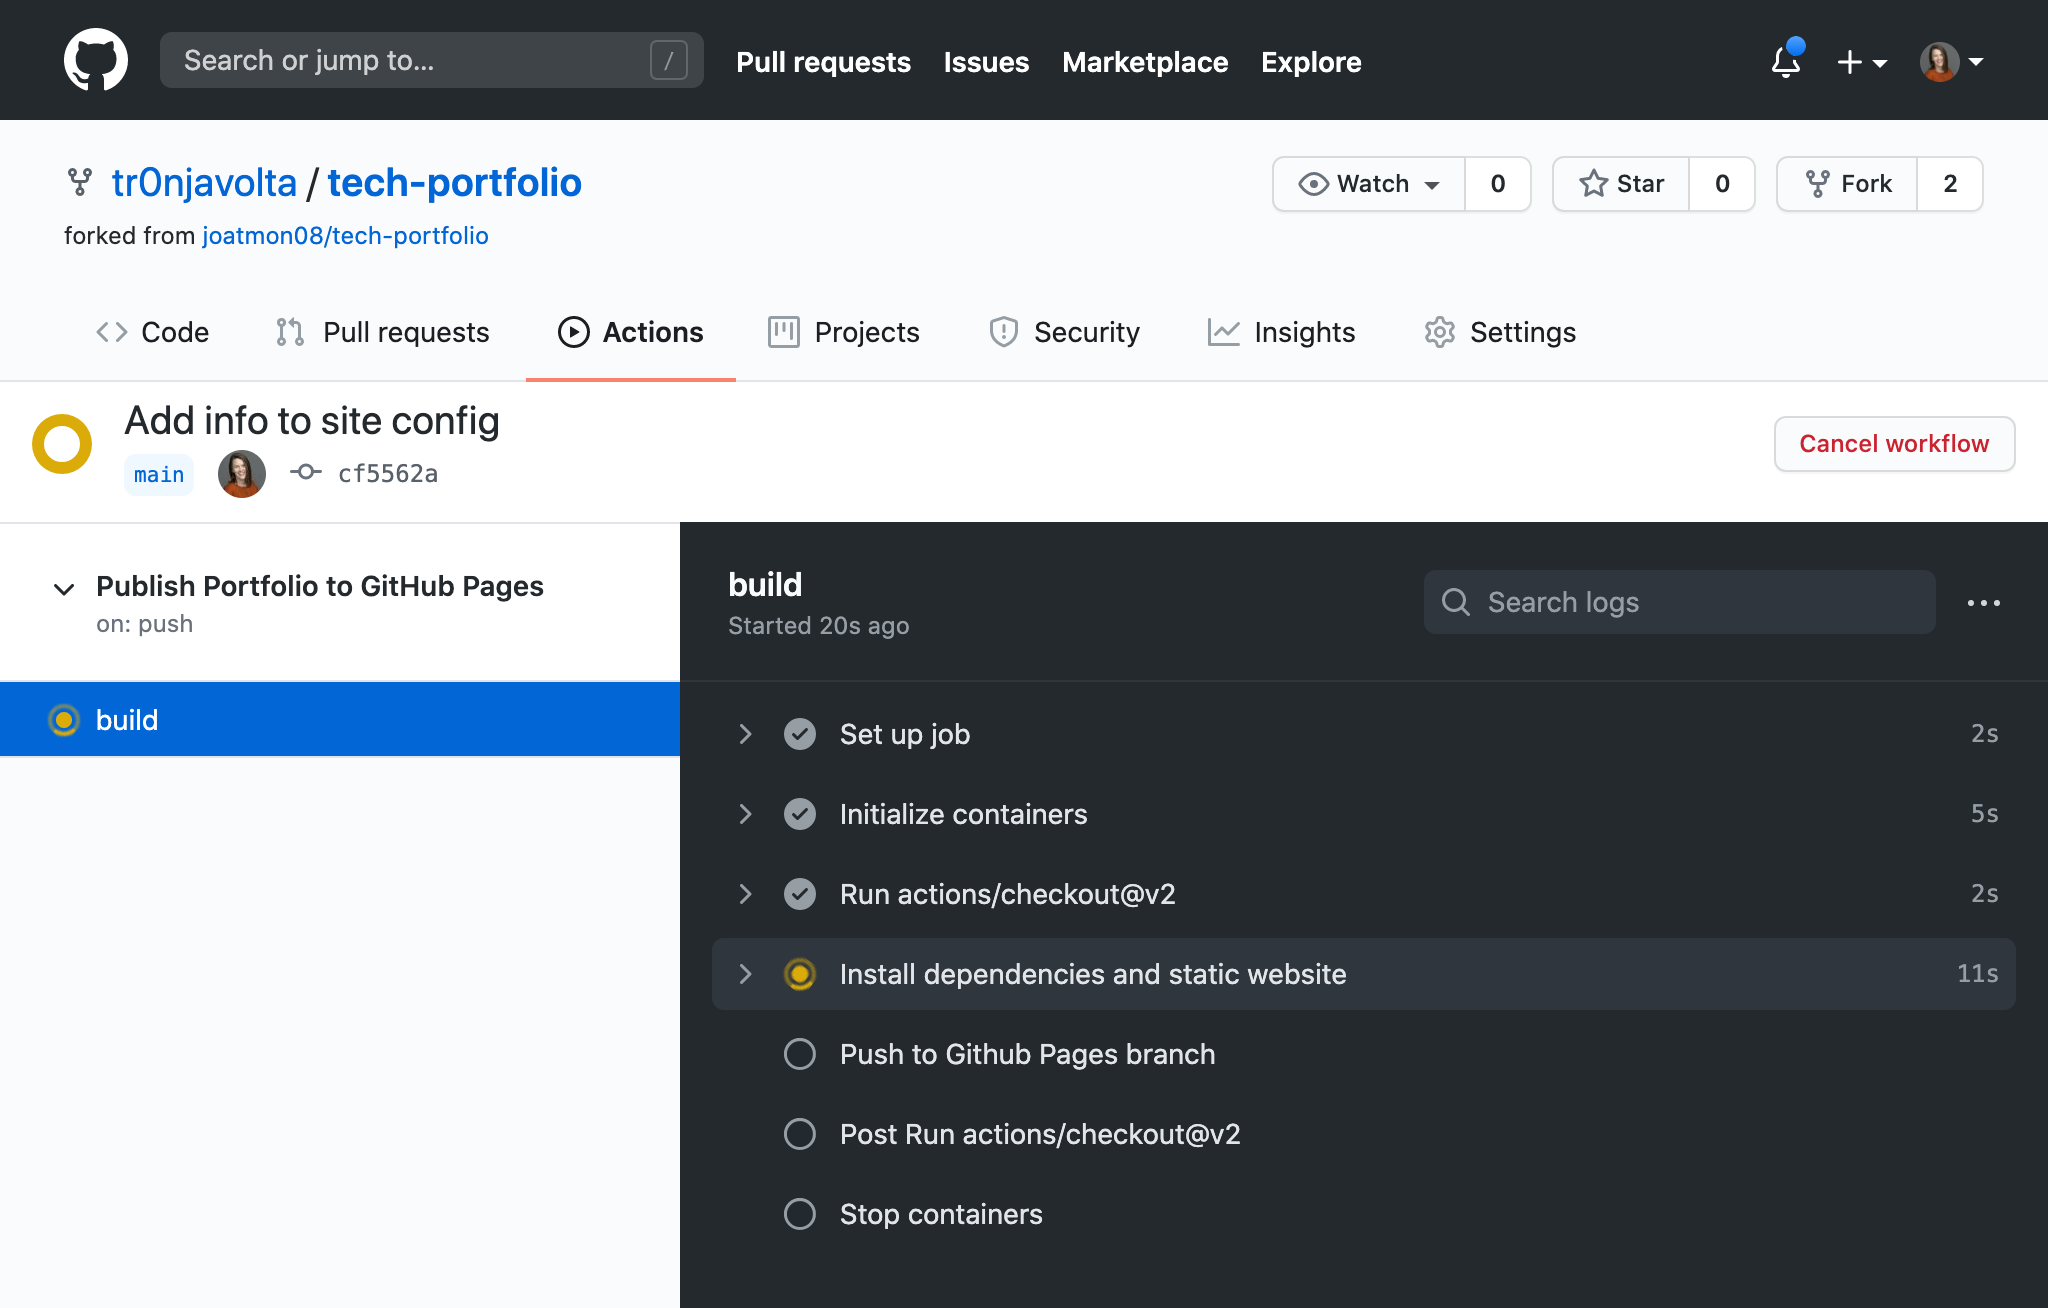 Search or jump to... / Pull requests Issues Marketplace Explore
tr0njavolta / tech-portfolio Watch 0 Star 0 Fork 2
forked from joatmon08/tech-portfolio
Code Pull requests Actions Projects Security Insights Settings
Add info to site config
main cf5562a
Cancel workflow
Publish Portfolio to GitHub Pages
on: push
build
build
Started 20s ago
Search logs
Set up job 2s
Initialize containers 5s
Run actions/checkout@v2 2s
Install dependencies and static website 11s
Push to Github Pages branch
Post Run actions/checkout@v2
Stop containers